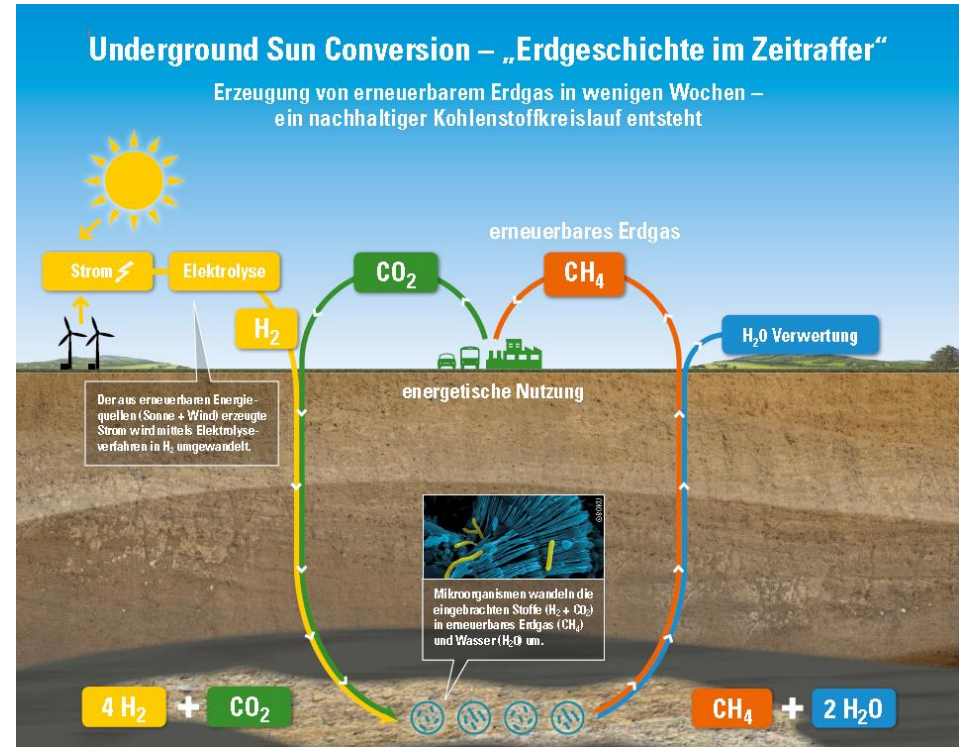 Underground Sun Conversion – „Erdgeschichte im Zeitraffer“
Erzeugung von erneuerbarem Erdgas in wenigen Wochen –
ein nachhaltiger Kohlenstoffkreislauf entsteht
erneuerbares Erdgas
Strom
Elektrolyse
CO₂
CH₄
H₂
H₂0 Verwertung
energetische Nutzung
Der aus erneuerbaren Energie-
quellen (Sonne + Wind) erzeugte
Strom wird mittels Elektrolyse-
verfahren in H₂ umgewandelt.
©BOKU
Mikroorganismen wandeln die
eingebrachten Stoffe (H₂ + CO₂)
in erneuerbares Erdgas (CH₄)
und Wasser (H₂0) um.
4 H₂ + CO₂
CH₄ + 2 H₂0